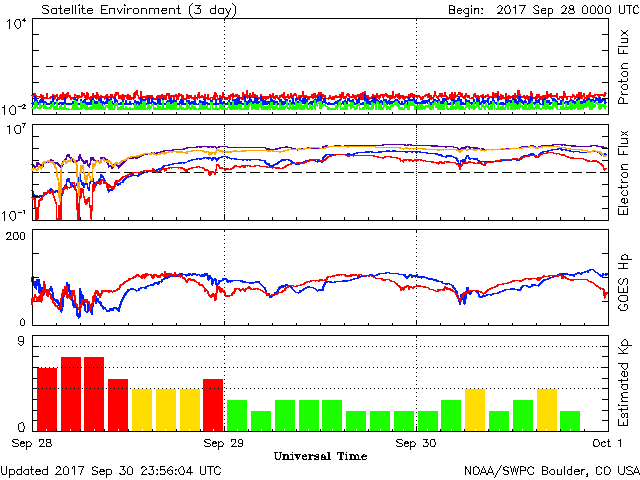 Satellite Environment (3 day) Begin: 2017 Sep 28 0000 UTC
10^4
Proton Flux
10^-2
10^7
Electron Flux
10^-1
200
GOES Hp
0
9
Estimated Kp
0
Sep 28 Sep 29 Sep 30 Oct 1
Universal Time
Updated 2017 Sep 30 23:56:04 UTC NOAA/SWPC Boulder, CO USA